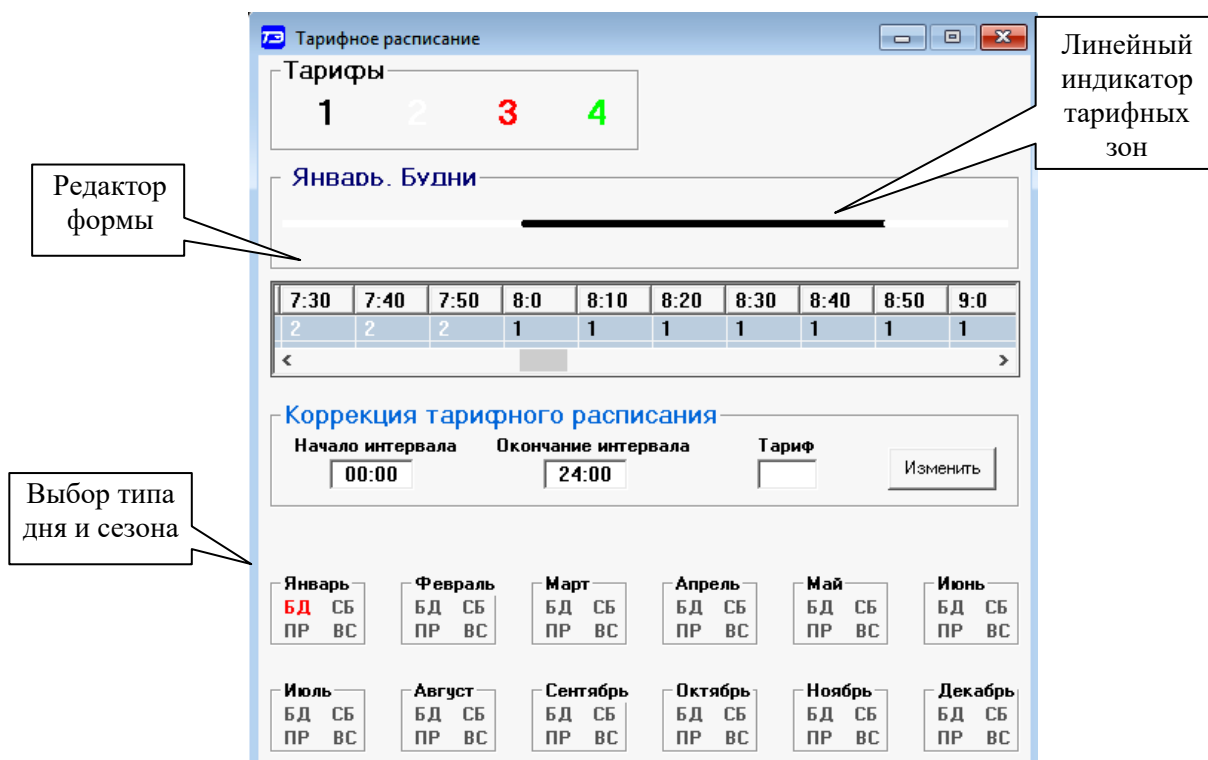 ТЭ Тарифное расписание
Линейный
индикатор
тарифных
зон
Тарифы
1 2 3 4
Редактор
формы
Январь. Будни
7:30 7:40 7:50 8:0 8:10 8:20 8:30 8:40 8:50 9:0
2 2 2 1 1 1 1 1 1 1
Коррекция тарифного расписания
Начало интервала Окончание интервала Тариф
00:00 24:00 Изменить
Выбор типа
дня и сезона
Январь Февраль Март Апрель Май Июнь
БД СБ БД СБ БД СБ БД СБ БД СБ БД СБ
ПР ВС ПР ВС ПР ВС ПР ВС ПР ВС ПР ВС
Июль Август Сентябрь Октябрь Ноябрь Декабрь
БД СБ БД СБ БД СБ БД СБ БД СБ БД СБ
ПР ВС ПР ВС ПР ВС ПР ВС ПР ВС ПР ВС